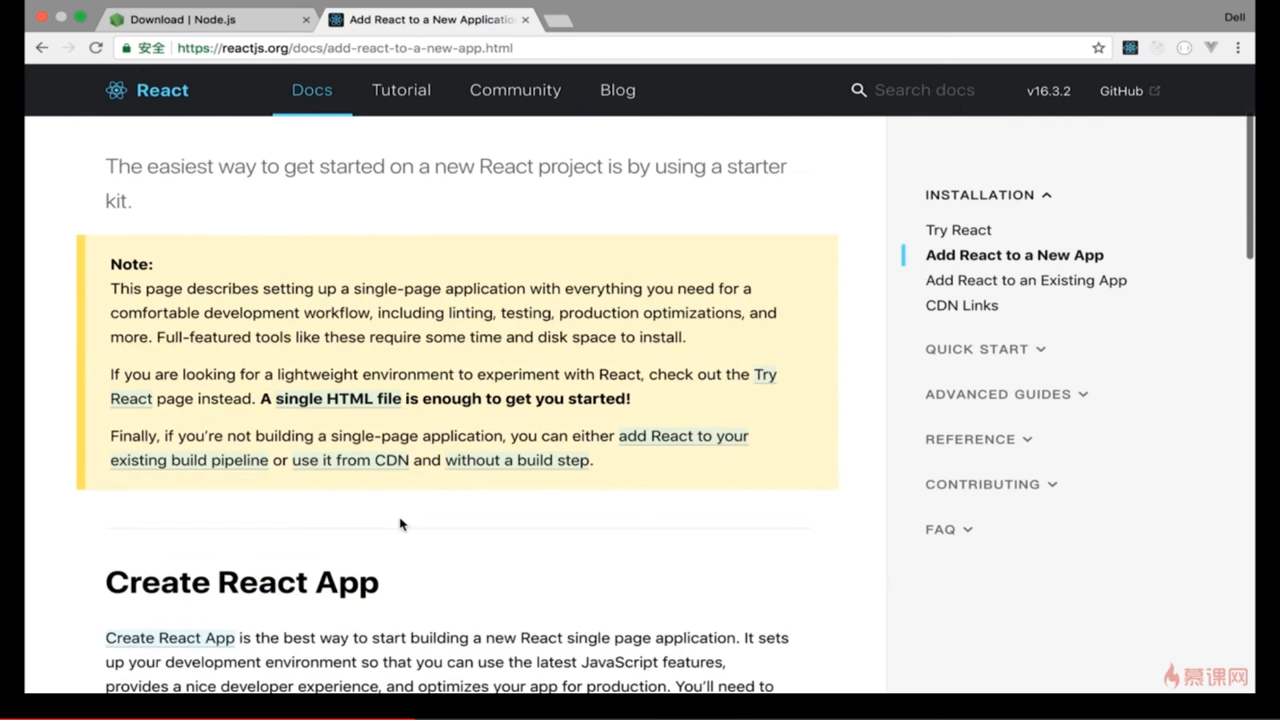 Download | Node.js
Add React to a New Applicatio
Dell
安全 https://reactjs.org/docs/add-react-to-a-new-app.html
React
Docs
Tutorial
Community
Blog
Search docs
v16.3.2
GitHub
The easiest way to get started on a new React project is by using a starter
kit.
Note:
This page describes setting up a single-page application with everything you need for a
comfortable development workflow, including linting, testing, production optimizations, and
more. Full-featured tools like these require some time and disk space to install.
If you are looking for a lightweight environment to experiment with React, check out the Try
React page instead. A single HTML file is enough to get you started!
Finally, if you’re not building a single-page application, you can either add React to your
existing build pipeline or use it from CDN and without a build step.
Create React App
Create React App is the best way to start building a new React single page application. It sets
up your development environment so that you can use the latest JavaScript features,
provides a nice developer experience, and optimizes your app for production. You’ll need to
INSTALLATION
Try React
Add React to a New App
Add React to an Existing App
CDN Links
QUICK START
ADVANCED GUIDES
REFERENCE
CONTRIBUTING
FAQ
慕课网